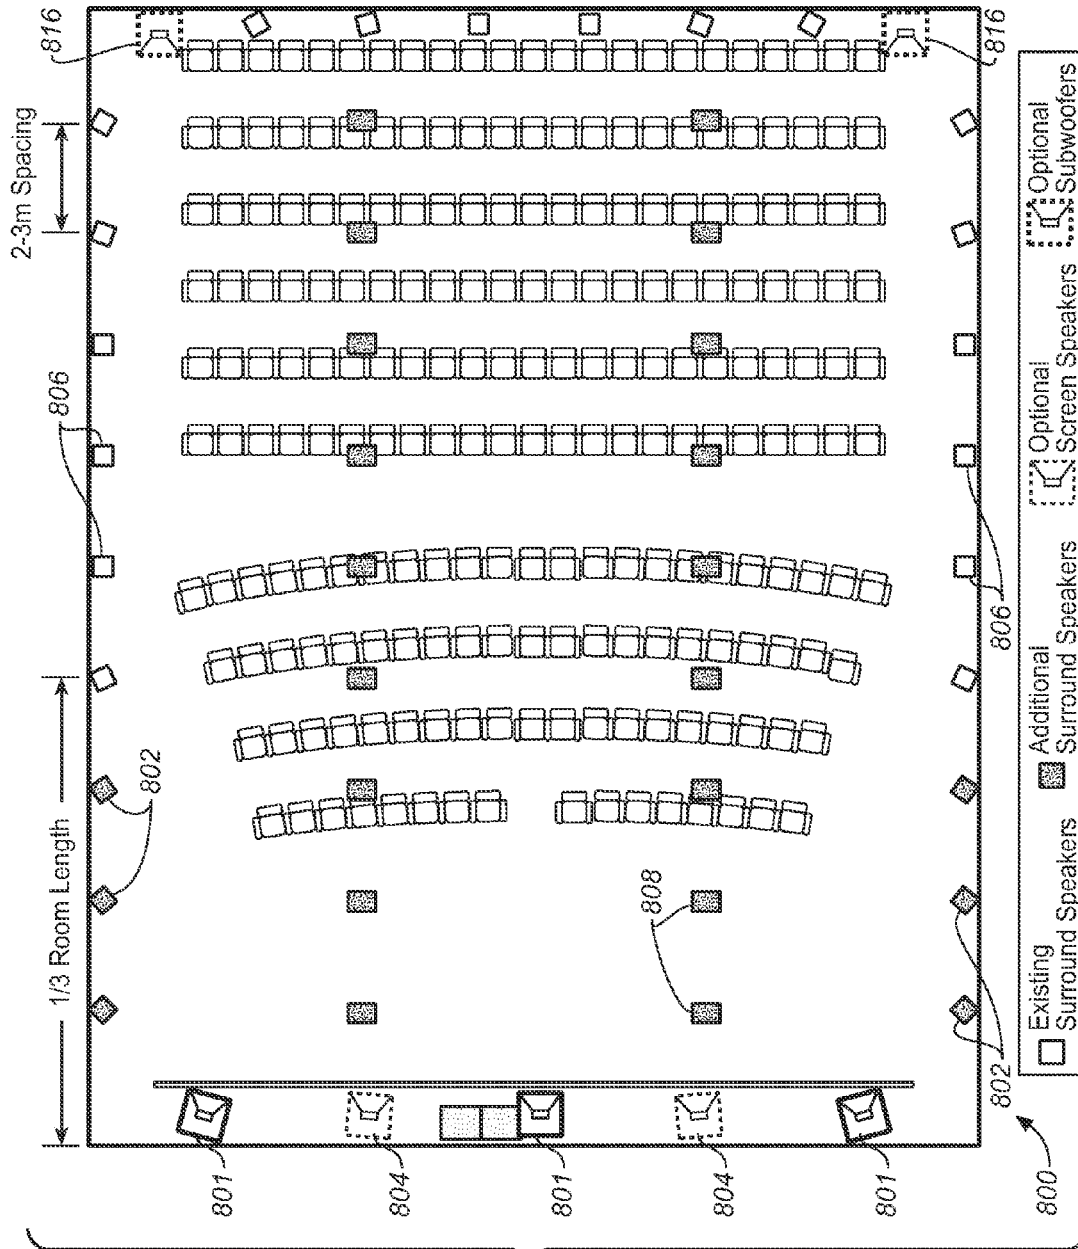 816
2-3m Spacing
806
802
1/3 Room Length
808
801
804
801
804
801
816
806
802
800
Existing
Surround Speakers
Additional
Surround Speakers
Optional
Screen Speakers
Optional
Subwoofers